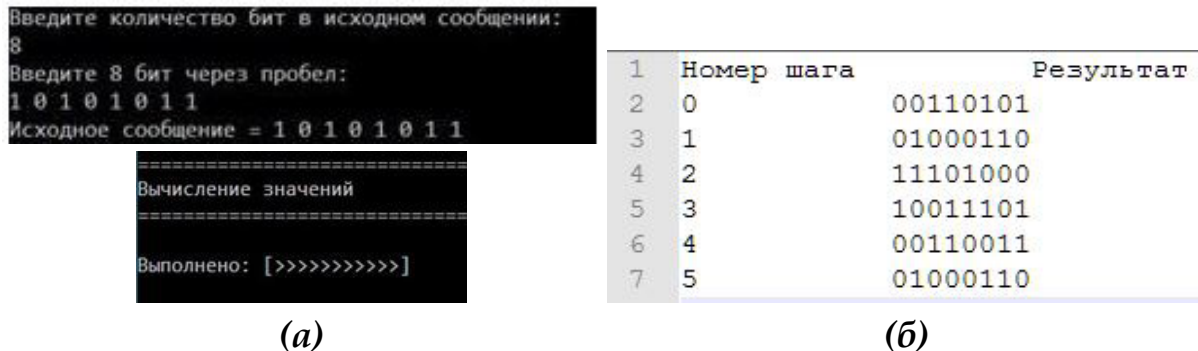 Введите количество бит в исходном сообщении:
8
Введите 8 бит через пробел:
1 0 1 0 1 0 1 1
Исходное сообщение = 1 0 1 0 1 0 1 1
==============================
Вычисление значений
==============================
Выполнено: [>>>>>>>>>>>]
(а)
1 Номер шага Результат
2 0 00110101
3 1 01000110
4 2 11101000
5 3 10011101
6 4 00110011
7 5 01000110
(б)